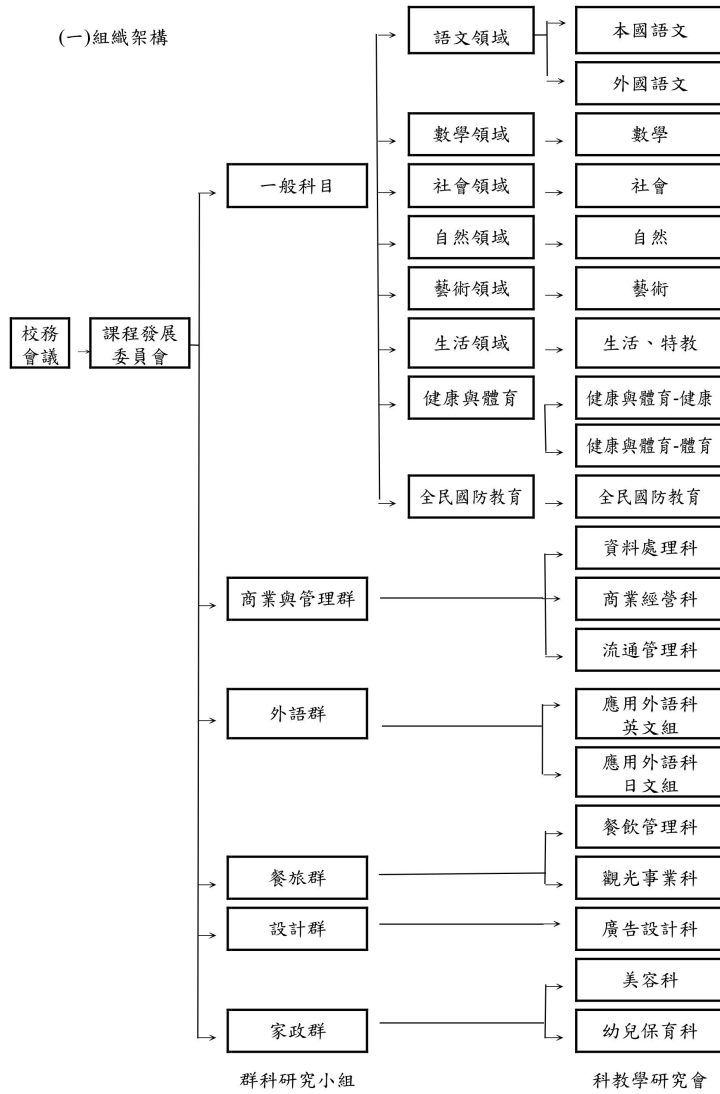 (一)組織架構
語文領域
本國語文
外國語文
數學領域
數學
一般科目
社會領域
社會
自然領域
自然
藝術領域
藝術
校務
會議
課程發展
委員會
生活領域
生活、特教
健康與體育
健康與體育-健康
健康與體育-體育
全民國防教育
全民國防教育
資料處理科
商業與管理群
商業經營科
流通管理科
外語群
應用外語科
英文組
應用外語科
日文組
餐飲管理科
餐旅群
觀光事業科
設計群
廣告設計科
美容科
家政群
幼兒保育科
群科研究小組
科教學研究會